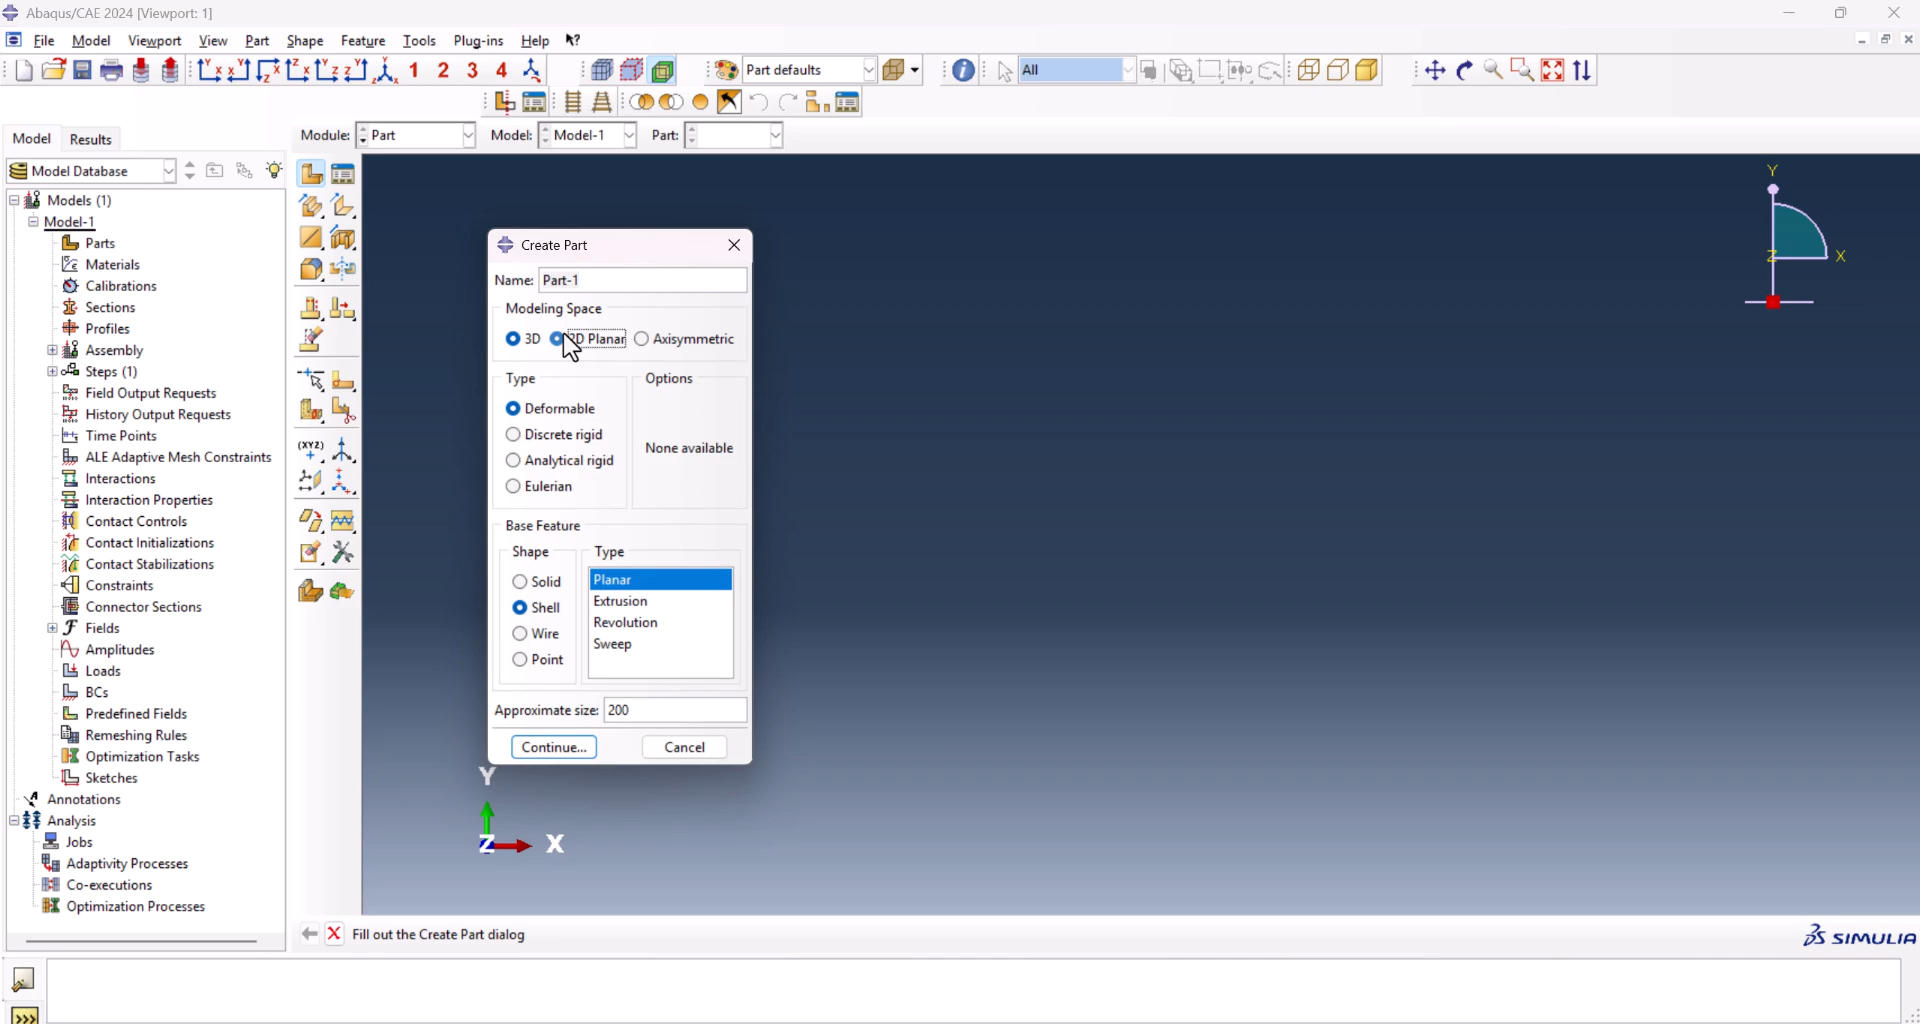 Abaqus/CAE 2024 [Viewport: 1]
File Model Viewport View Part Shape Feature Tools Plug-ins Help
1 2 3 4 Part defaults All
Model Results Module: Part Model: Model-1 Part:
Model Database
Models (1)
Model-1
Parts
Materials
Calibrations
Sections
Profiles
Assembly
Steps (1)
Field Output Requests
History Output Requests
Time Points
ALE Adaptive Mesh Constraints
Interactions
Interaction Properties
Contact Controls
Contact Initializations
Contact Stabilizations
Constraints
Connector Sections
Fields
Amplitudes
Loads
BCs
Predefined Fields
Remeshing Rules
Optimization Tasks
Sketches
Annotations
Analysis
Jobs
Adaptivity Processes
Co-executions
Optimization Processes
(XYZ)
Create Part
Name: Part-1
Modeling Space
3D 2D Planar Axisymmetric
Type
Deformable
Discrete rigid
Analytical rigid
Eulerian
Options
None available
Base Feature
Shape
Solid
Shell
Wire
Point
Type
Planar
Extrusion
Revolution
Sweep
Approximate size: 200
Continue... Cancel
Y
Z X
Y
Z X
Fill out the Create Part dialog
SIMULIA
>>>